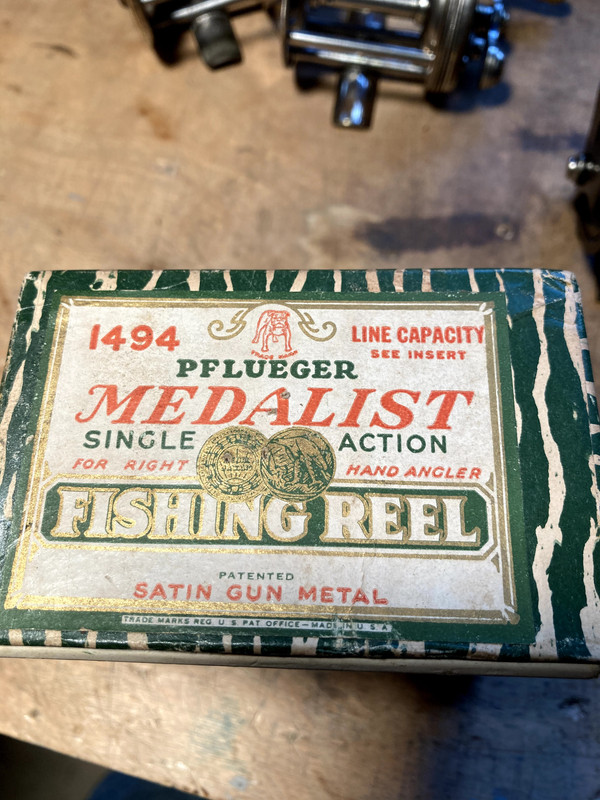 1494
TRADE MARK
LINE CAPACITY
SEE INSERT
PFLUEGER
MEDALIST
SINGLE ACTION
FOR RIGHT HAND ANGLER
FISHING REEL
PATENTED
SATIN GUN METAL
TRADE MARKS REG. U.S. PAT. OFFICE—MADE IN U.S.A.